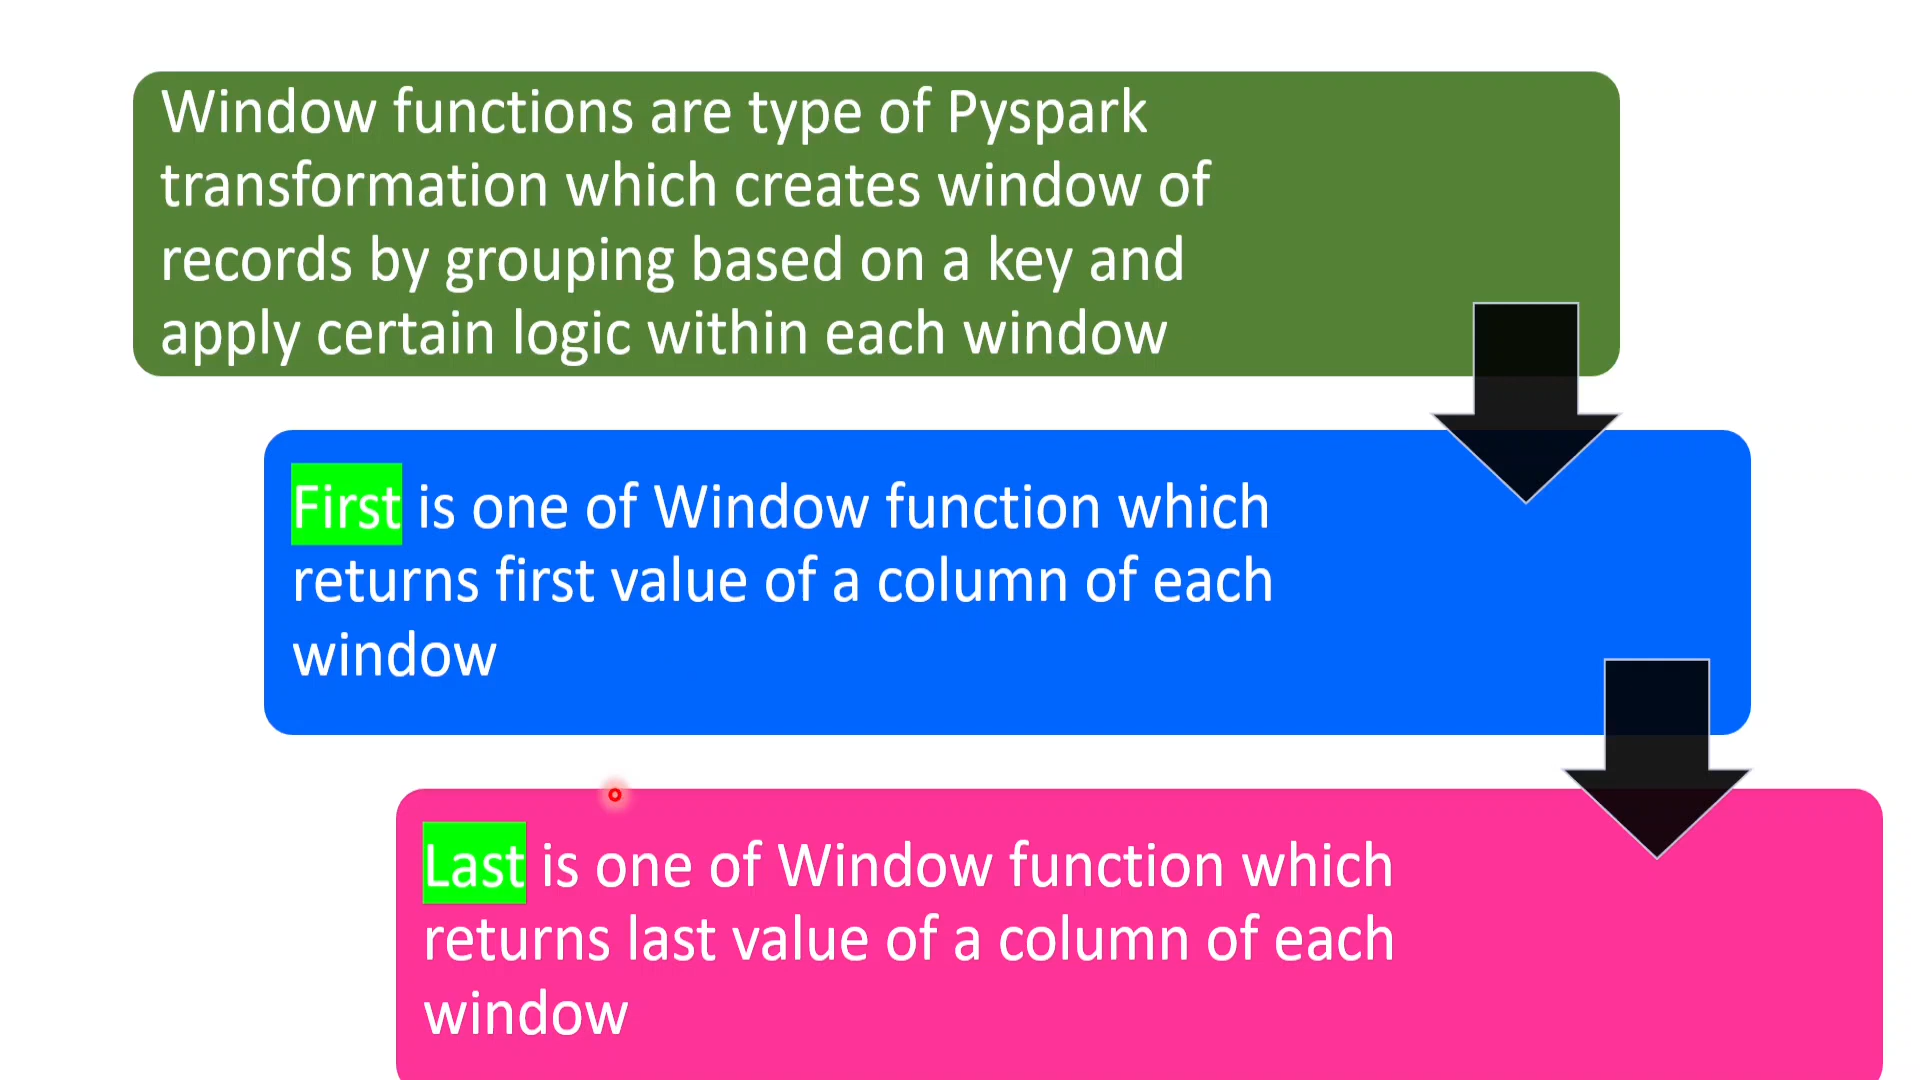 Window functions are type of Pyspark
transformation which creates window of
records by grouping based on a key and
apply certain logic within each window
First is one of Window function which
returns first value of a column of each
window
Last is one of Window function which
returns last value of a column of each
window